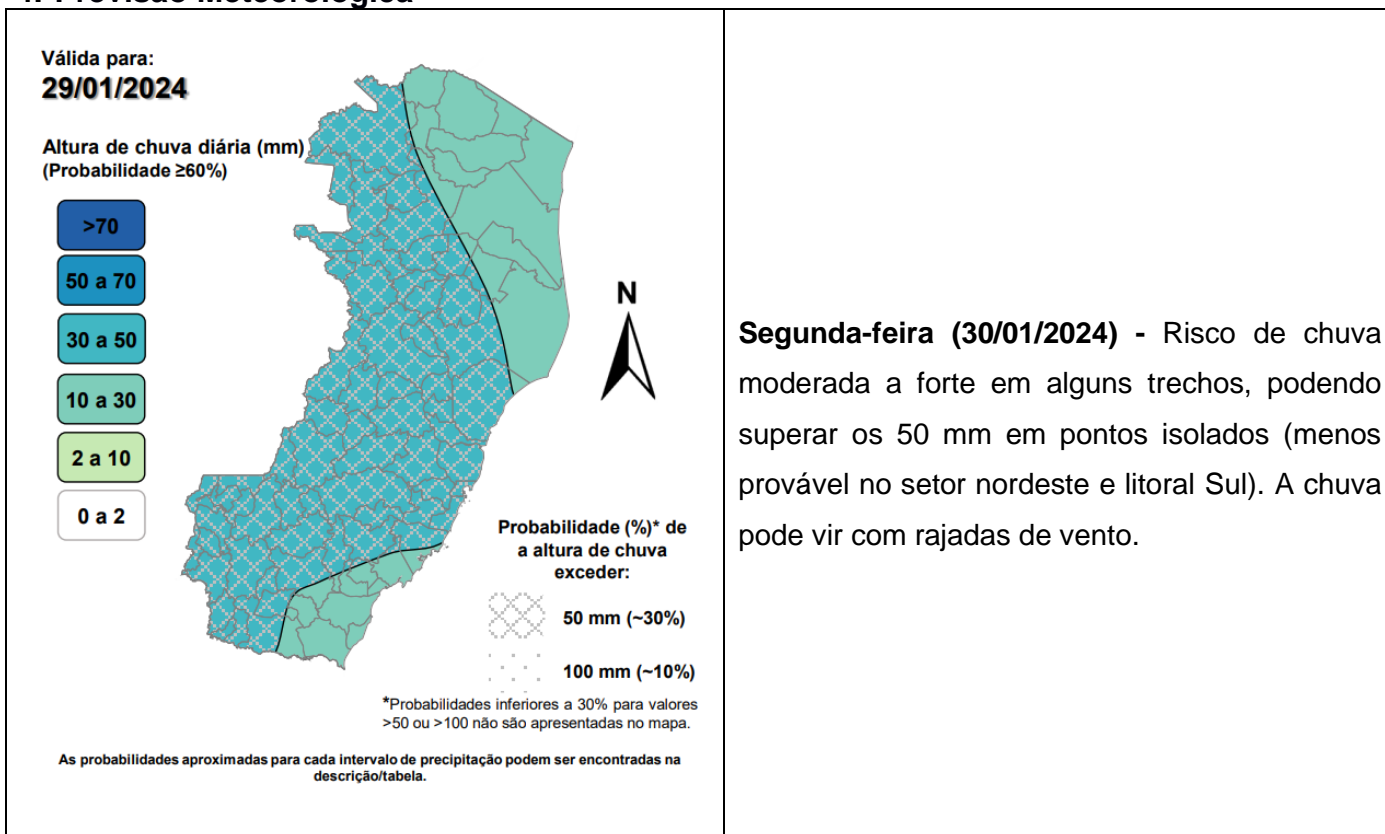 Válida para:
29/01/2024
Altura de chuva diária (mm)
(Probabilidade ≥60%)
>70
50 a 70
30 a 50
10 a 30
2 a 10
0 a 2
N
Probabilidade (%)* de
a altura de chuva
exceder:
50 mm (~30%)
100 mm (~10%)
*Probabilidades inferiores a 30% para valores
>50 ou >100 não são apresentadas no mapa.
As probabilidades aproximadas para cada intervalo de precipitação podem ser encontradas na
descrição/tabela.
Segunda-feira (30/01/2024) - Risco de chuva
moderada a forte em alguns trechos, podendo
superar os 50 mm em pontos isolados (menos
provável no setor nordeste e litoral Sul). A chuva
pode vir com rajadas de vento.